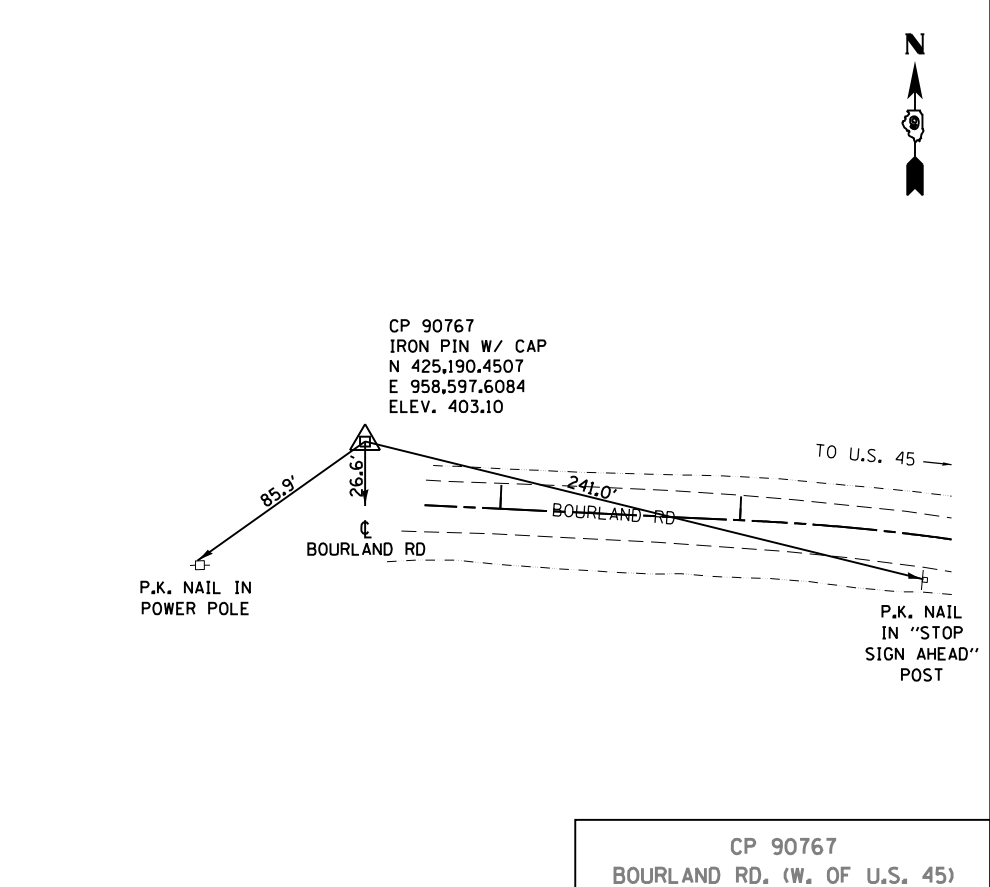 N
CP 90767
IRON PIN W/ CAP
N 425,190.4507
E 958,597.6084
ELEV. 403.10
TO U.S. 45
85.9'
26.6'
241.0'
BOURLAND RD
℄
BOURLAND RD
P.K. NAIL IN
POWER POLE
P.K. NAIL
IN "STOP
SIGN AHEAD"
POST
CP 90767
BOURLAND RD. (W. OF U.S. 45)